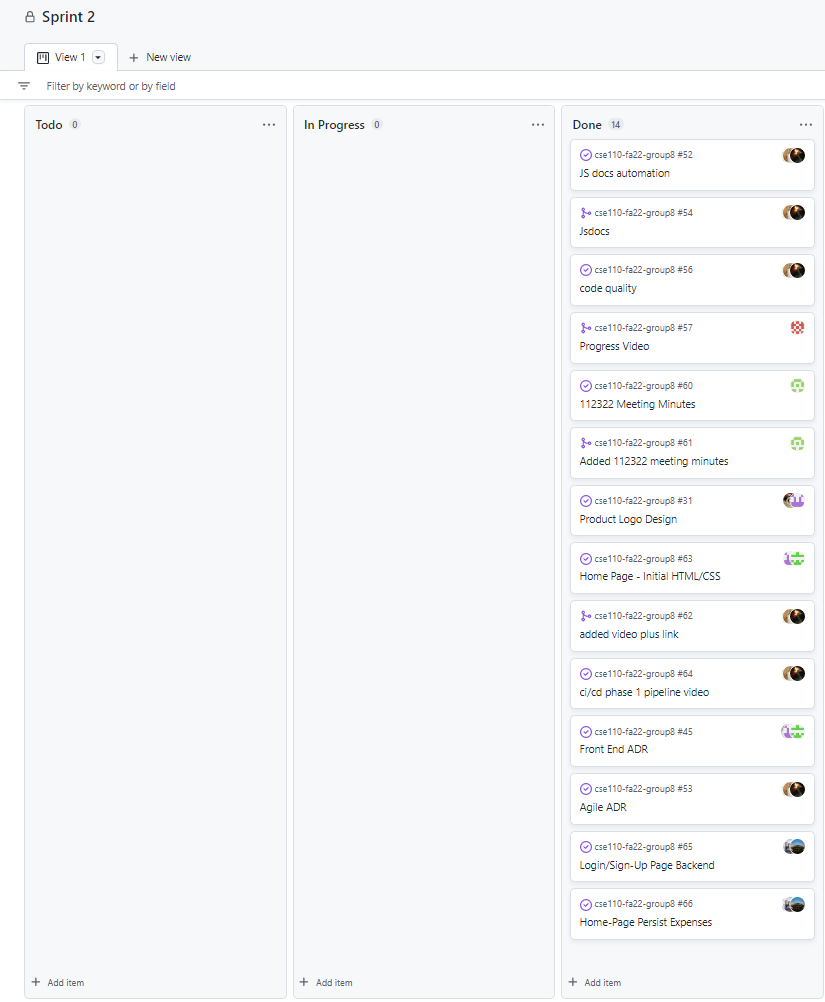 Sprint 2
View 1
New view
Filter by keyword or by field
Todo 0
In Progress 0
Done 14
cse110-fa22-group8 #52
JS docs automation
cse110-fa22-group8 #54
Jsdocs
cse110-fa22-group8 #56
code quality
cse110-fa22-group8 #57
Progress Video
cse110-fa22-group8 #60
112322 Meeting Minutes
cse110-fa22-group8 #61
Added 112322 meeting minutes
cse110-fa22-group8 #31
Product Logo Design
cse110-fa22-group8 #63
Home Page - Initial HTML/CSS
cse110-fa22-group8 #62
added video plus link
cse110-fa22-group8 #64
ci/cd phase 1 pipeline video
cse110-fa22-group8 #45
Front End ADR
cse110-fa22-group8 #53
Agile ADR
cse110-fa22-group8 #65
Login/Sign-Up Page Backend
cse110-fa22-group8 #66
Home-Page Persist Expenses
Add item
Add item
Add item